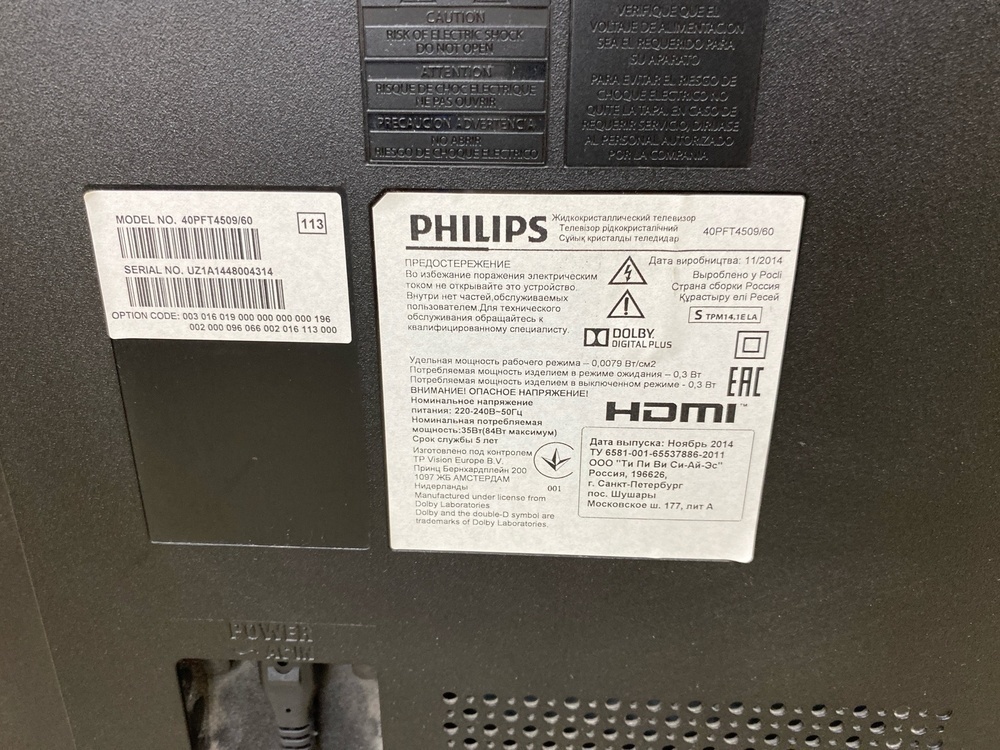 CAUTION
RISK OF ELECTRIC SHOCK
DO NOT OPEN
ATTENTION
RISQUE DE CHOC ELECTRIQUE
NE PAS OUVRIR
PRECAUCION ADVERTENCIA
NO ABRIR
RIESGO DE CHOQUE ELECTRICO
VERIFIQUE QUE EL
VOLTAJE DE ALIMENTACION
SEA EL REQUERIDO PARA
SU APARATO
PARA EVITAR EL RIESGO DE
CHOQUE ELECTRICO NO
QUITE LA TAPA, EN CASO DE
REQUERIR SERVICIO, DIRIJASE
AL PERSONAL AUTORIZADO
POR LA COMPANIA
MODEL NO. 40PFT4509/60
113
SERIAL NO. UZ1A1448004314
OPTION CODE: 003 016 019 000 000 000 000 196
002 000 096 066 002 016 113 000
PHILIPS
Жидкокристаллический телевизор
Телевізор рідкокристалічний
Сұйық кристалды теледидар
40PFT4509/60
ПРЕДОСТЕРЕЖЕНИЕ
Во избежание поражения электрическим
током не открывайте это устройство.
Внутри нет частей,обслуживаемых
пользователем.Для технического
обслуживания обращайтесь к
квалифицированному специалисту.
Дата виробництва: 11/2014
Вироблено у Росії
Страна сборки Россия
Құрастыру елі Ресей
S TPM14.1E LA
DOLBY
DIGITAL PLUS
Удельная мощность рабочего режима – 0,0079 Вт/см2
Потребляемая мощность изделием в режиме ожидания – 0,3 Вт
Потребляемая мощность изделием в выключенном режиме - 0,3 Вт
ВНИМАНИЕ! ОПАСНОЕ НАПРЯЖЕНИЕ!
Номинальное напряжение
питания: 220-240В~50Гц
Номинальная потребляемая
мощность:35Вт(84Вт максимум)
Срок службы 5 лет
EAC
HDMI™
Изготовлено под контролем
TP Vision Europe B.V.
Принц Бернхардплейн 200
1097 ЖБ АМСТЕРДАМ
Нидерланды
Manufactured under license from
Dolby Laboratories
Dolby and the double-D symbol are
trademarks of Dolby Laboratories.
001
Дата выпуска: Ноябрь 2014
ТУ 6581-001-65537886-2011
ООО "Ти Пи Ви Си-Ай-Эс"
Россия, 196626,
г. Санкт-Петербург
пос. Шушары
Московское ш. 177, лит А
POWER